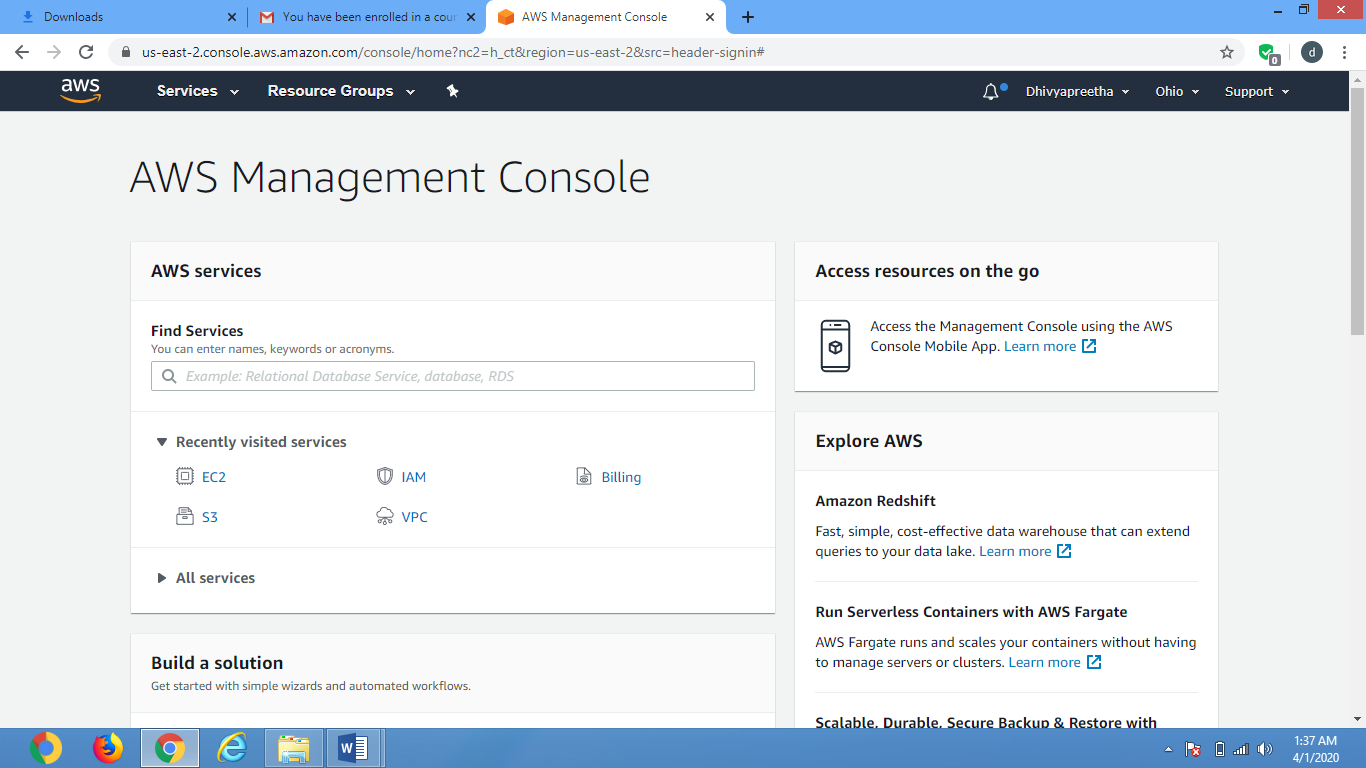 Downloads
You have been enrolled in a cour
AWS Management Console
us-east-2.console.aws.amazon.com/console/home?nc2=h_ct&region=us-east-2&src=header-signin#
0
d
aws
Services
Resource Groups
Dhivyapreetha
Ohio
Support
AWS Management Console
AWS services
Find Services
You can enter names, keywords or acronyms.
Example: Relational Database Service, database, RDS
Recently visited services
EC2
IAM
Billing
S3
VPC
All services
Build a solution
Get started with simple wizards and automated workflows.
Access resources on the go
Access the Management Console using the AWS
Console Mobile App. Learn more
Explore AWS
Amazon Redshift
Fast, simple, cost-effective data warehouse that can extend
queries to your data lake. Learn more
Run Serverless Containers with AWS Fargate
AWS Fargate runs and scales your containers without having
to manage servers or clusters. Learn more
Scalable, Durable, Secure Backup & Restore with
1:37 AM
4/1/2020